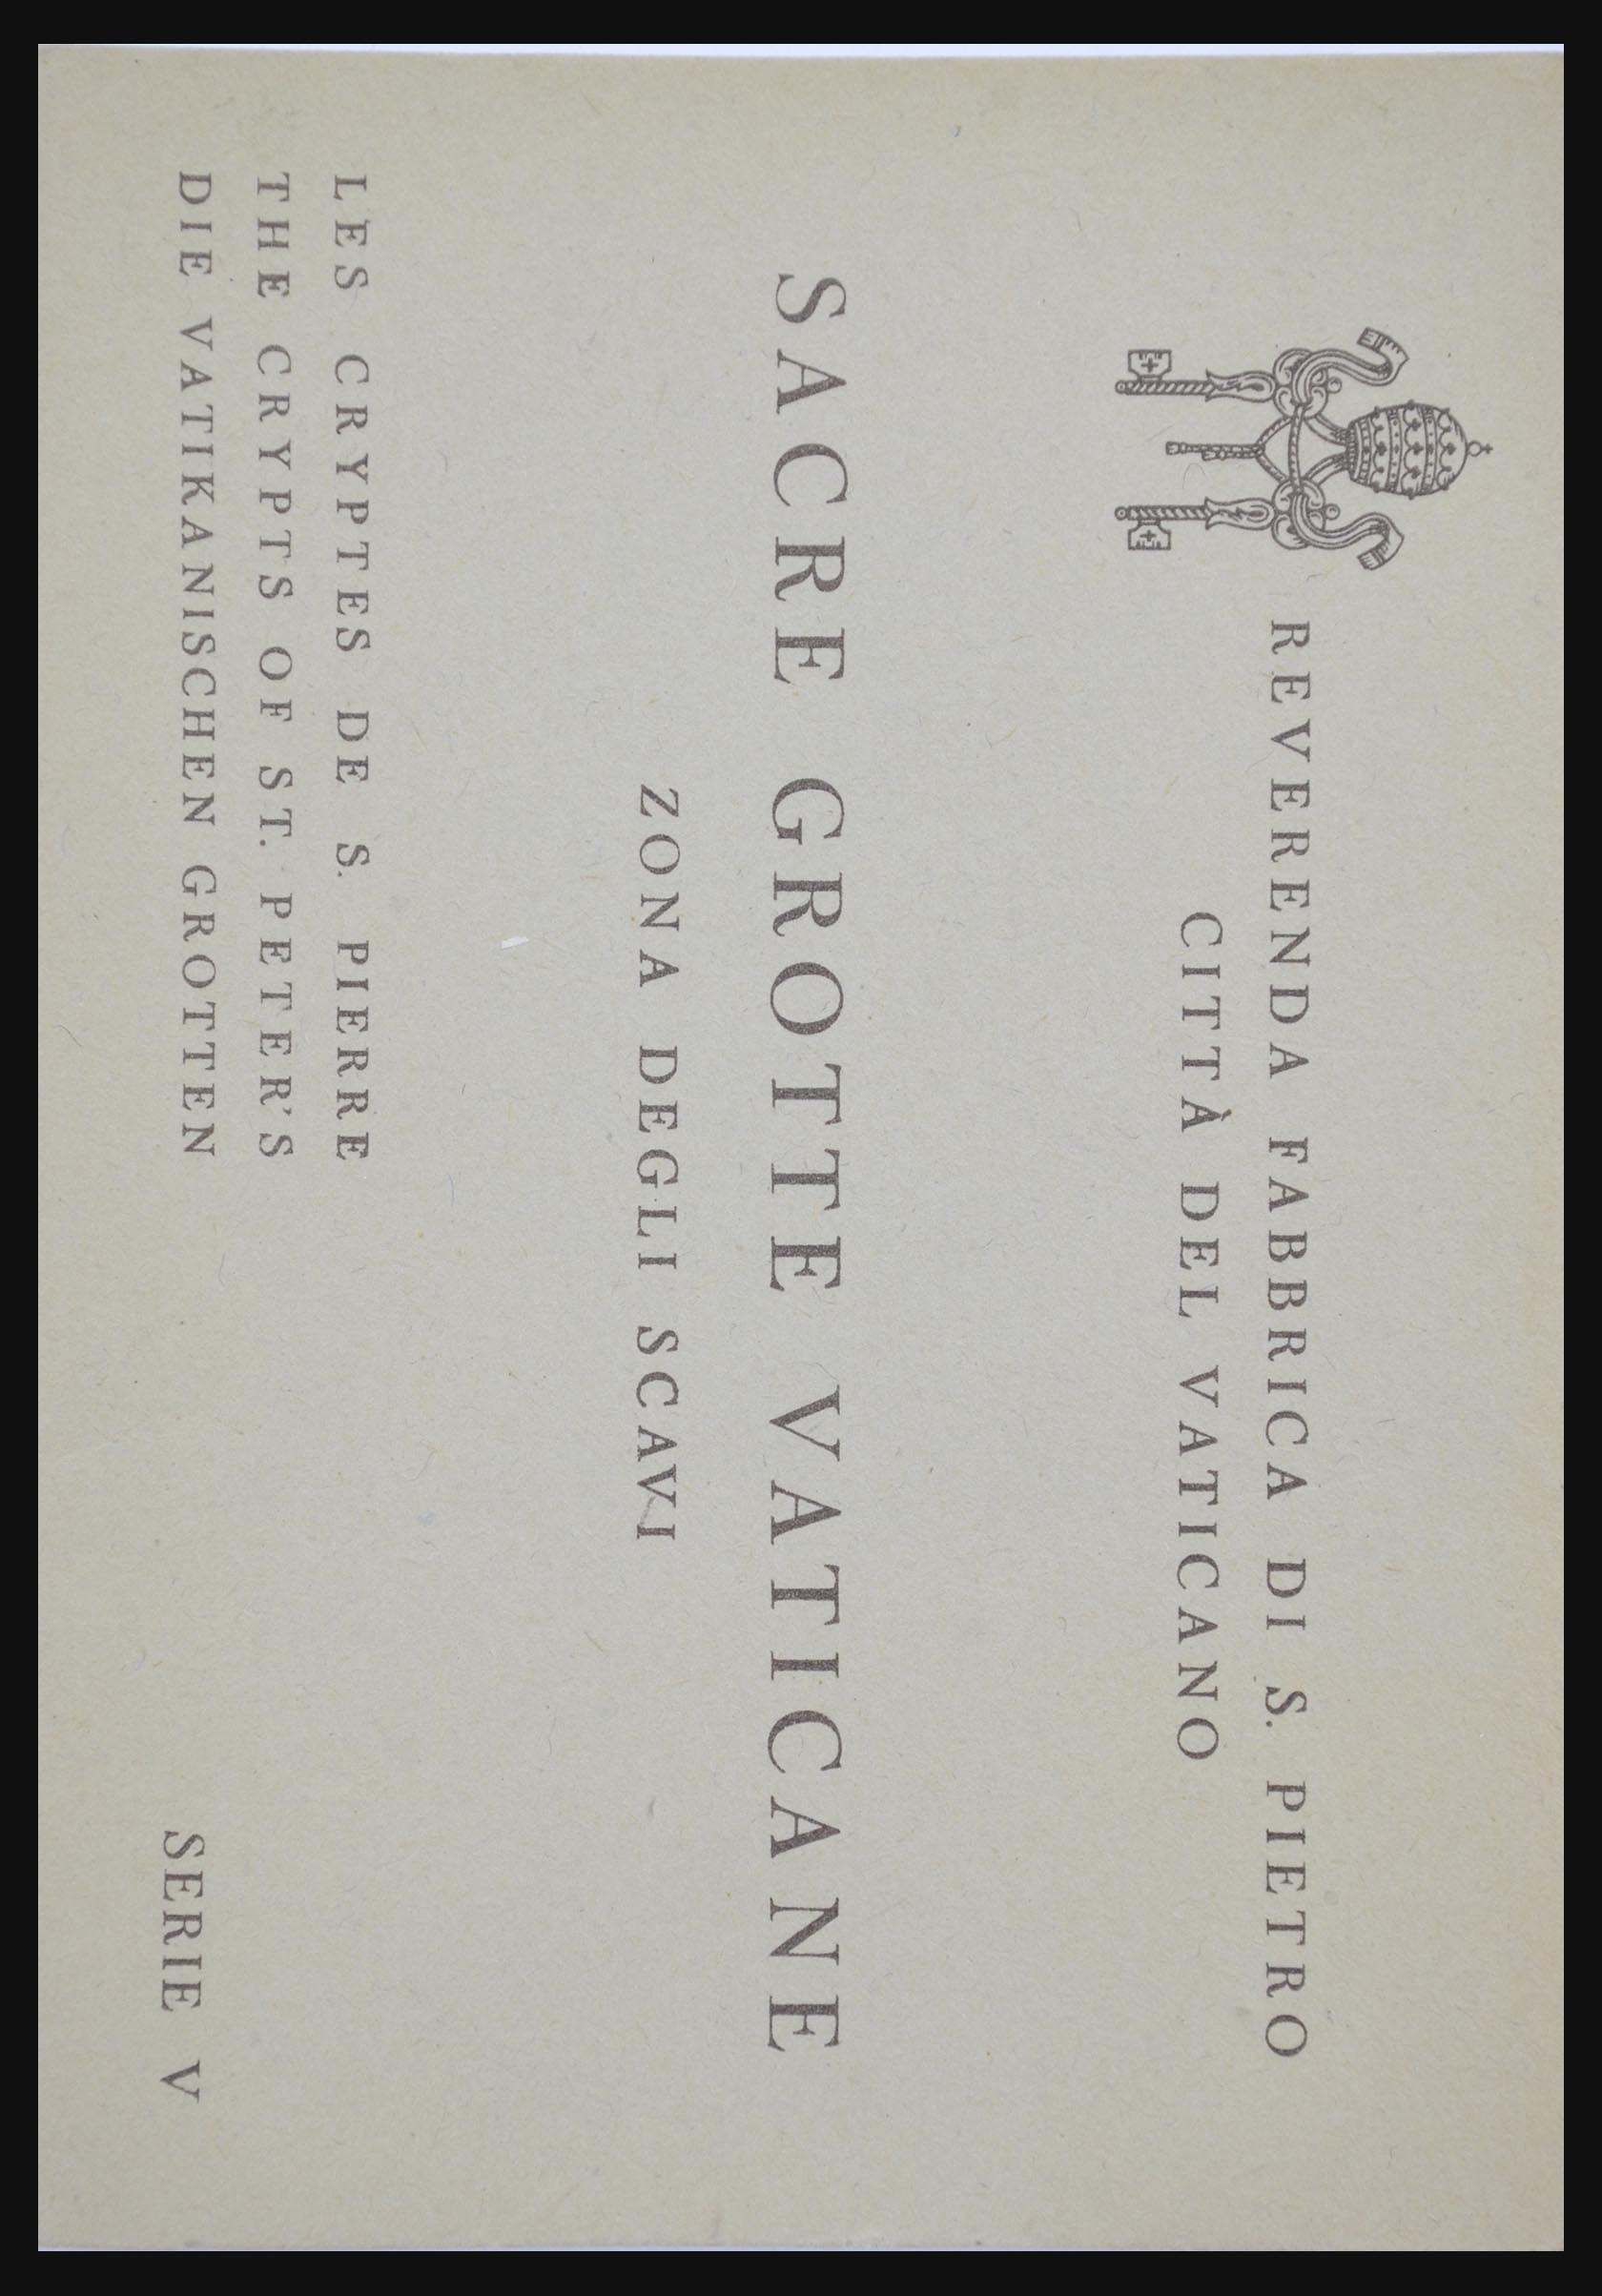 REVERENDA FABBRICA DI S. PIETRO
CITTÀ DEL VATICANO
SACRE GROTTE VATICANE
ZONA DEGLI SCAVI
LES CRYPTES DE S. PIERRE
THE CRYPTS OF ST. PETER'S
DIE VATIKANISCHEN GROTTEN
SERIE V